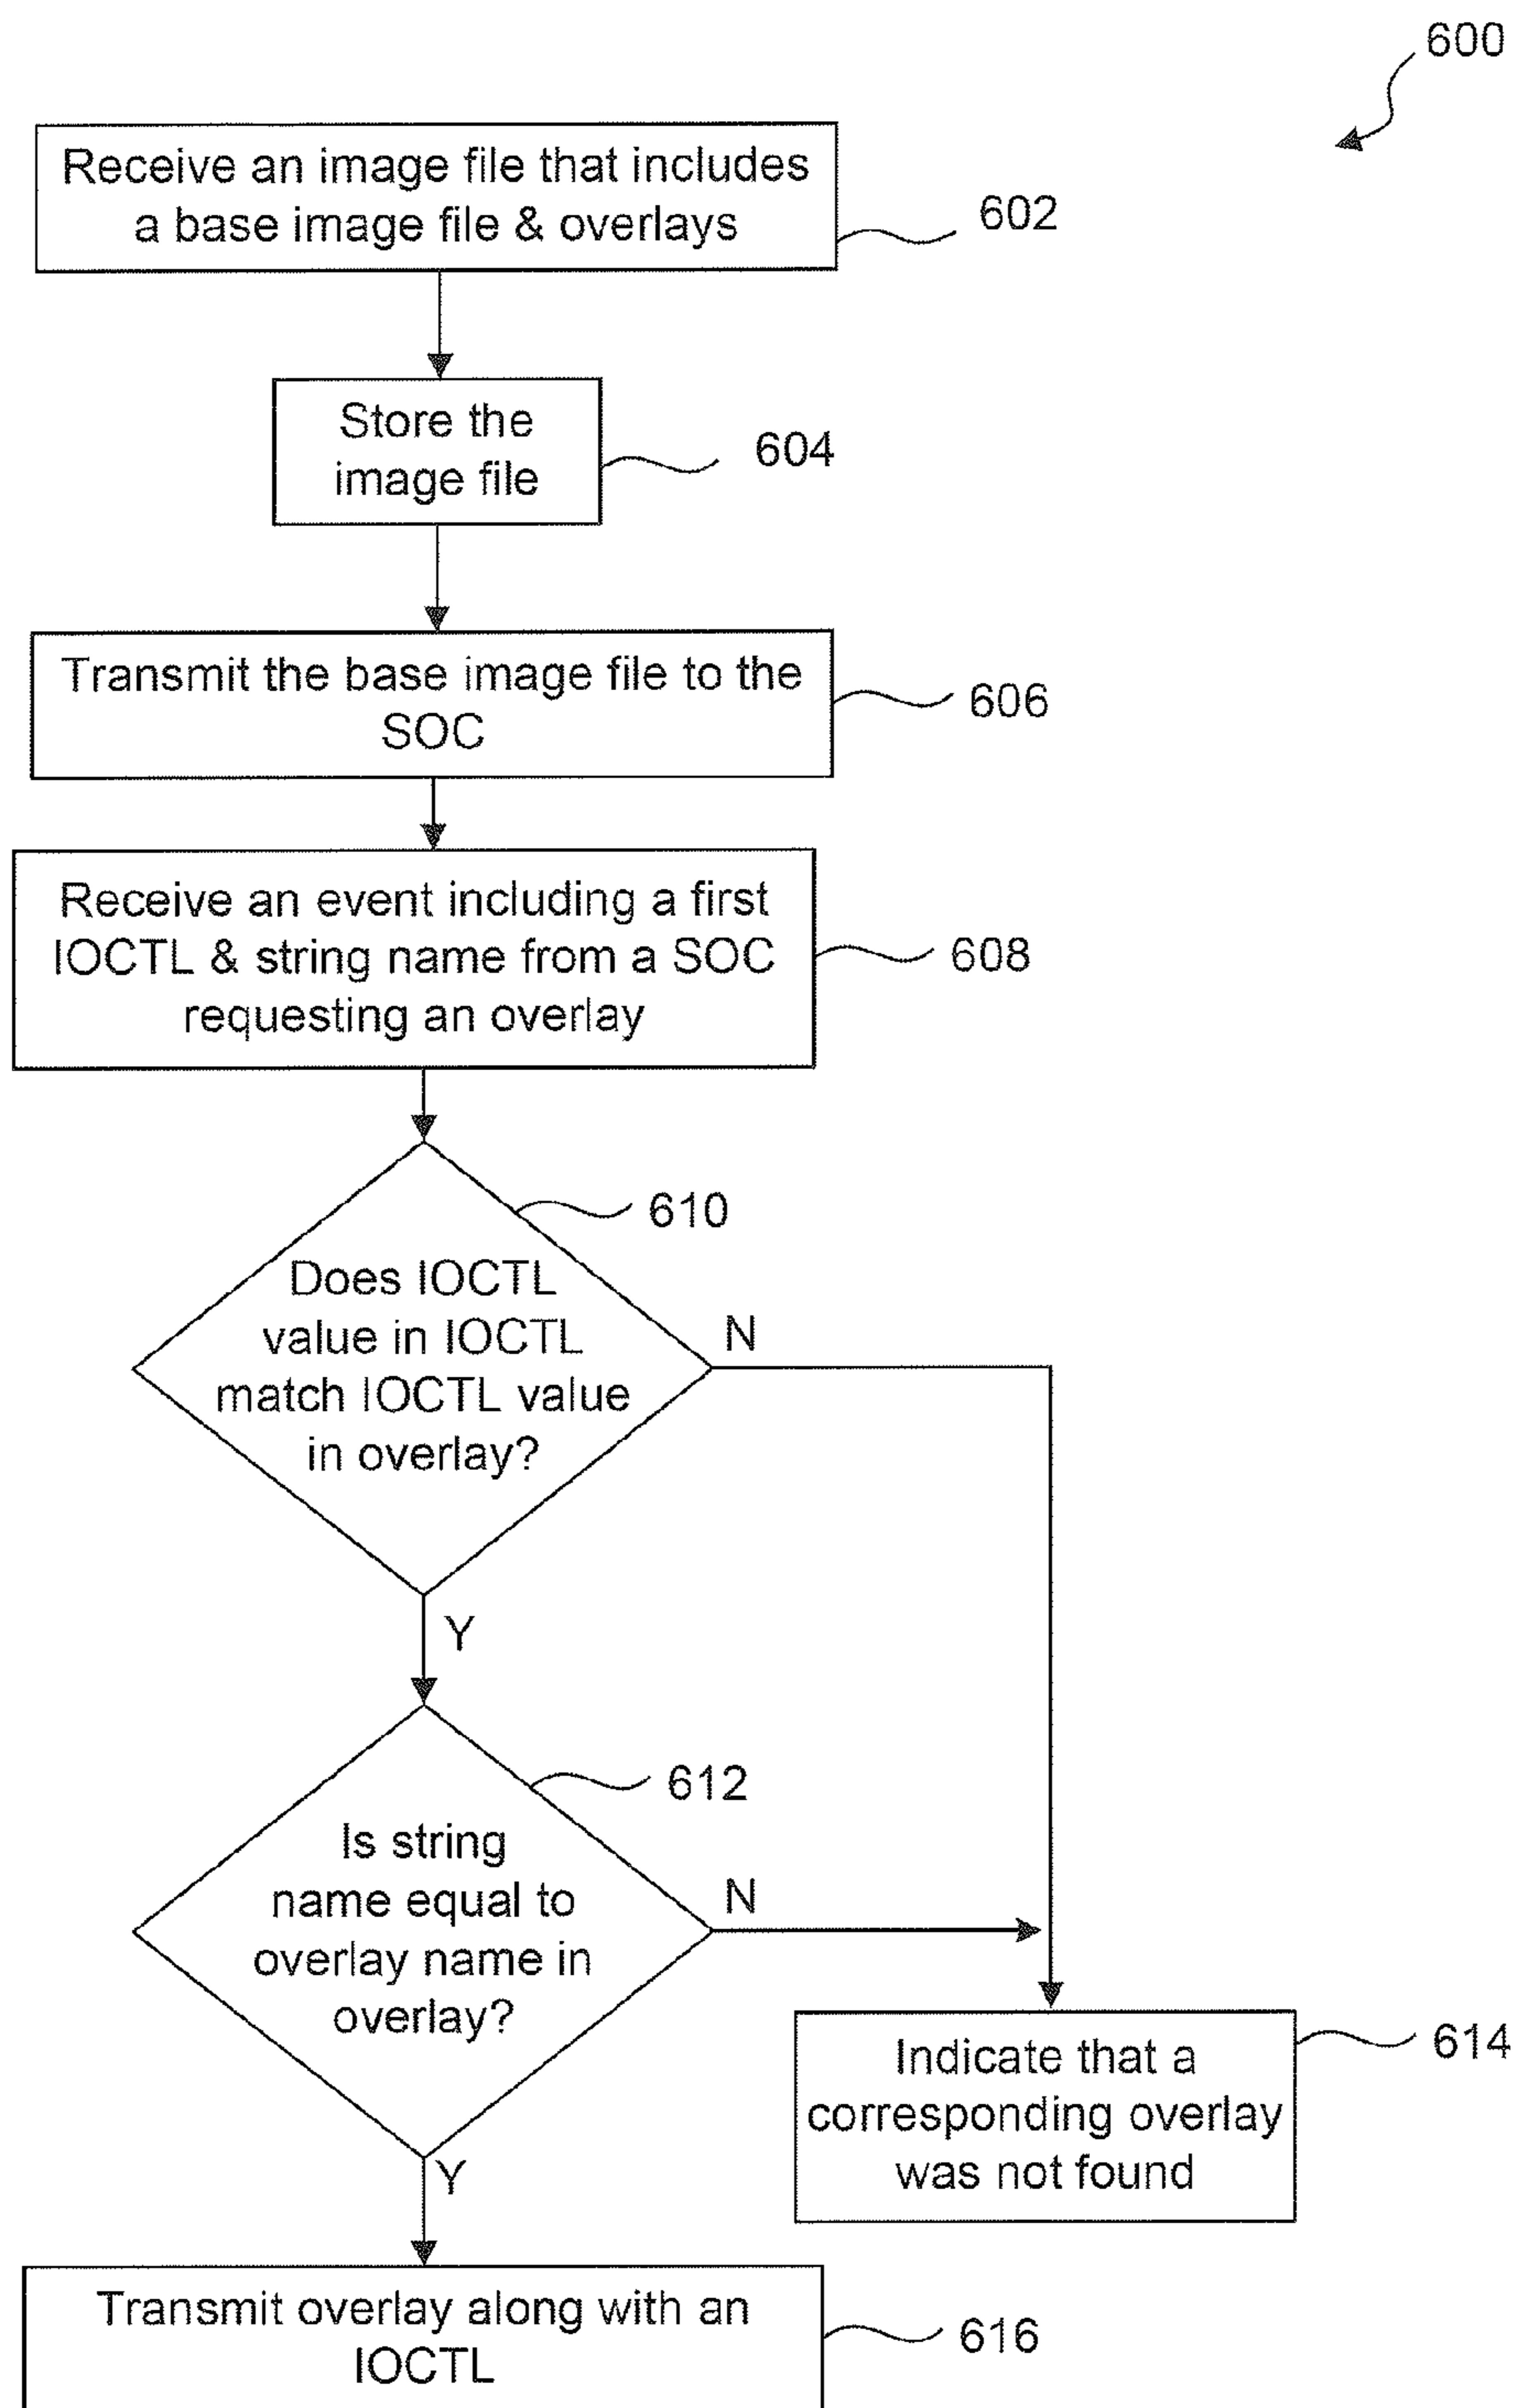 600
Receive an image file that includes
a base image file & overlays
602
Store the
image file
604
Transmit the base image file to the
SOC
606
Receive an event including a first
IOCTL & string name from a SOC
requesting an overlay
608
610
Does IOCTL
value in IOCTL
match IOCTL value
in overlay?
N
Y
612
Is string
name equal to
overlay name in
overlay?
N
Y
614
Indicate that a
corresponding overlay
was not found
Transmit overlay along with an
IOCTL
616